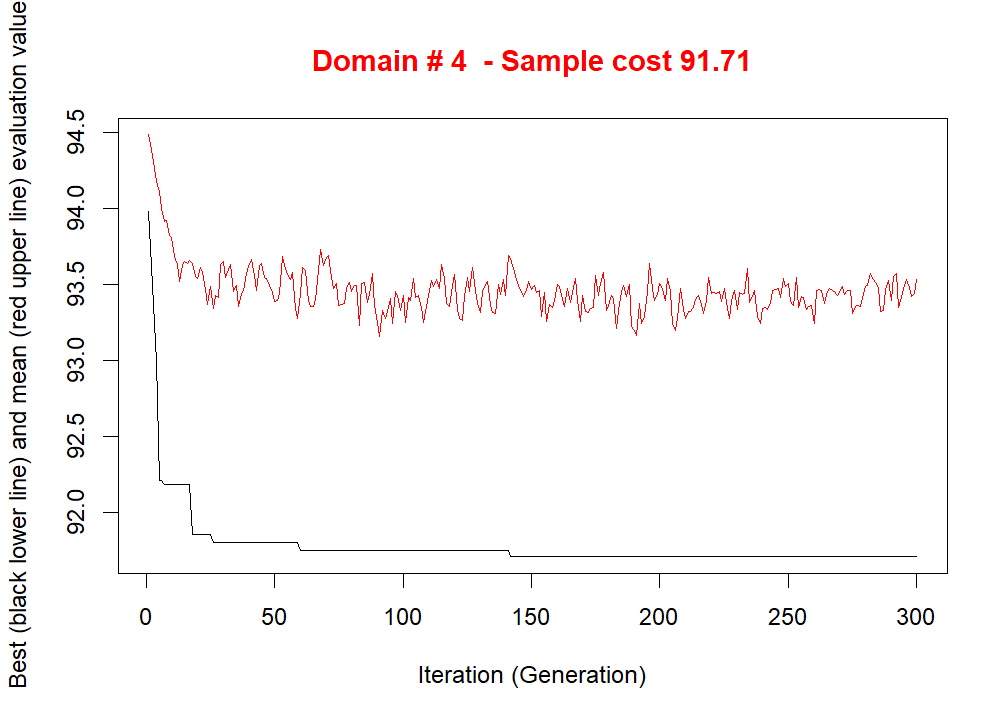 Domain # 4  - Sample cost 91.71
Best (black lower line) and mean (red upper line) evaluation value
94.5
94.0
93.5
93.0
92.5
92.0
0 50 100 150 200 250 300
Iteration (Generation)